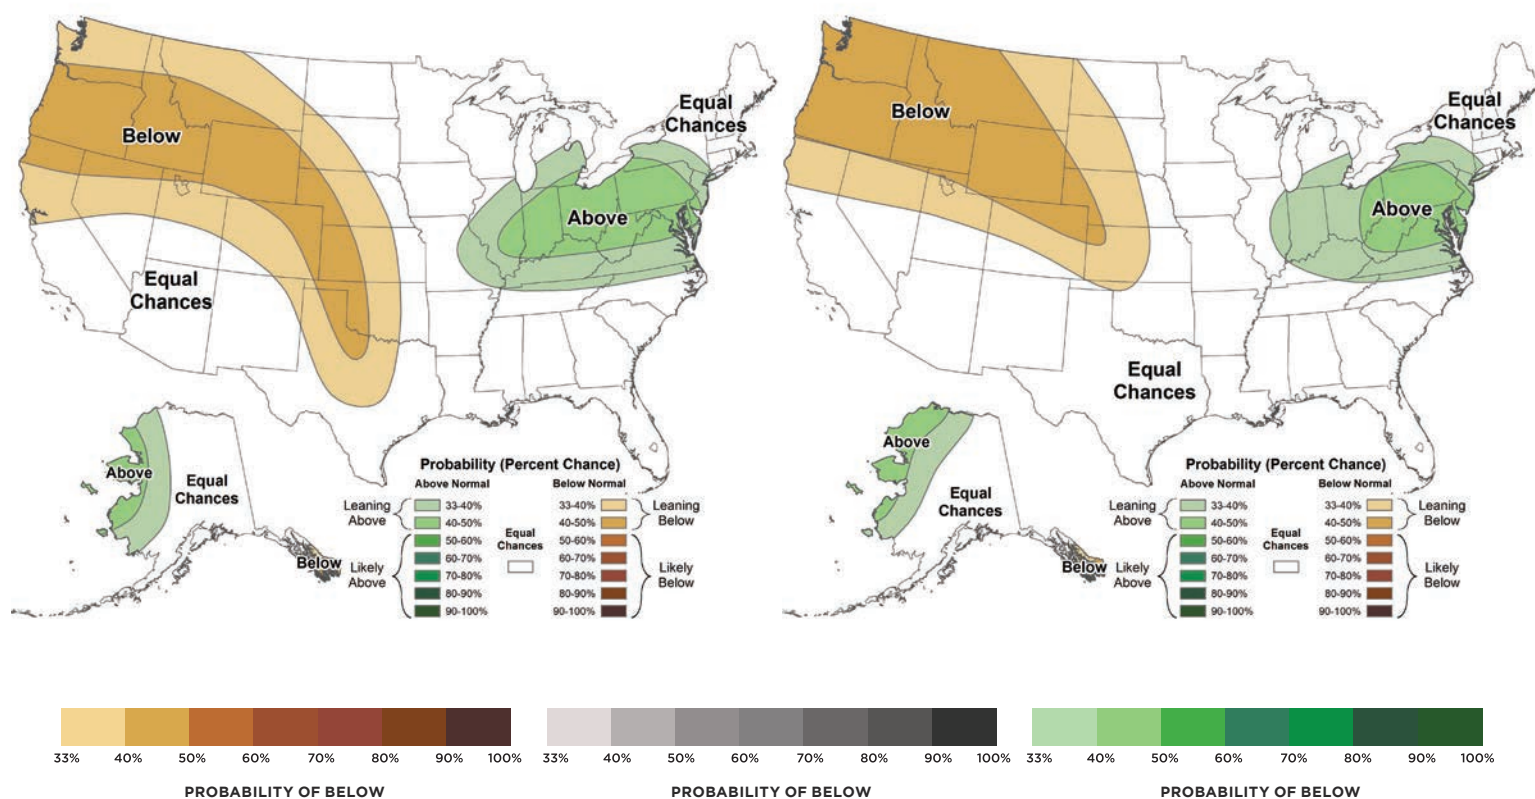 Below
Equal
Chances
Above
Equal
Chances
Above
Equal
Chances
Below
Probability (Percent Chance)
Above Normal
Below Normal
Leaning
Above
33-40%
40-50%
50-60%
60-70%
70-80%
80-90%
90-100%
Likely
Above
Equal
Chances
33-40%
40-50%
50-60%
60-70%
70-80%
80-90%
90-100%
Leaning
Below
Likely
Below
Below
Equal
Chances
Above
Equal
Chances
Above
Equal
Chances
Below
Probability (Percent Chance)
Above Normal
Below Normal
Leaning
Above
33-40%
40-50%
50-60%
60-70%
70-80%
80-90%
90-100%
Likely
Above
Equal
Chances
33-40%
40-50%
50-60%
60-70%
70-80%
80-90%
90-100%
Leaning
Below
Likely
Below
33% 40% 50% 60% 70% 80% 90% 100%
PROBABILITY OF BELOW
33% 40% 50% 60% 70% 80% 90% 100%
PROBABILITY OF BELOW
33% 40% 50% 60% 70% 80% 90% 100%
PROBABILITY OF BELOW